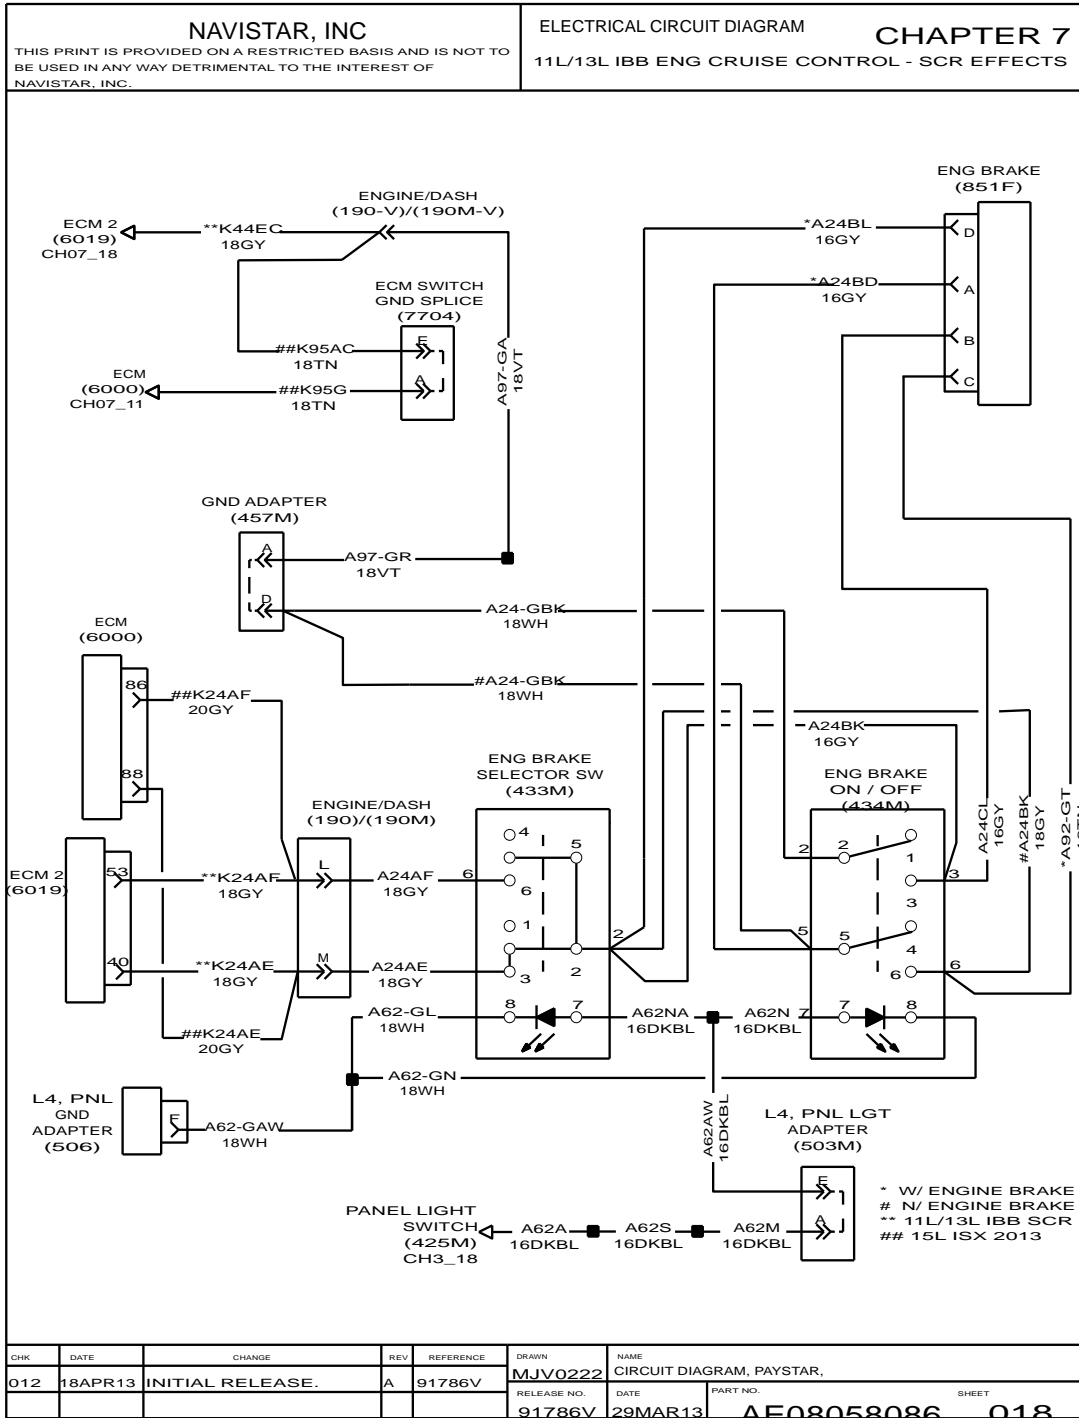 NAVISTAR, INC
THIS PRINT IS PROVIDED ON A RESTRICTED BASIS AND IS NOT TO
BE USED IN ANY WAY DETRIMENTAL TO THE INTEREST OF
NAVISTAR, INC.
ELECTRICAL CIRCUIT DIAGRAM
CHAPTER 7
11L/13L IBB ENG CRUISE CONTROL - SCR EFFECTS
ENG BRAKE
(851F)
D
A
B
C
*A24BL
16GY
*A24BD
16GY
ENGINE/DASH
(190-V)/(190M-V)
ECM 2
(6019)
CH07_18
**K44EC
18GY
ECM SWITCH
GND SPLICE
(7704)
E
A
##K95AC
18TN
ECM
(6000)
CH07_11
##K95G
18TN
A97-GA
18VT
GND ADAPTER
(457M)
A
D
A97-GR
18VT
A24-GBK
18WH
#A24-GBK
18WH
ECM
(6000)
86
88
##K24AF
20GY
A24BK
16GY
ENG BRAKE
SELECTOR SW
(433M)
ENG BRAKE
ON / OFF
(434M)
ENGINE/DASH
(190)/(190M)
L
M
ECM 2
(6019)
53
40
**K24AF
18GY
A24AF
18GY
**K24AE
18GY
A24AE
18GY
##K24AE
20GY
6
4
5
6
1
3
2
2
8
7
2
2
1
3
3
5
5
4
6
6
7
7
8
A24CL
16GY
#A24BK
18GY
*A92-GT
A62-GL
18WH
A62NA
16DKBL
A62N
16DKBL
A62-GN
18WH
L4, PNL
GND
ADAPTER
(506)
F
A62-GAW
18WH
A62AW
16DKBL
L4, PNL LGT
ADAPTER
(503M)
E
A
PANEL LIGHT
SWITCH
(425M)
CH3_18
A62A
16DKBL
A62S
16DKBL
A62M
16DKBL
* W/ ENGINE BRAKE
# N/ ENGINE BRAKE
** 11L/13L IBB SCR
## 15L ISX 2013
CHK DATE CHANGE REV REFERENCE
012 18APR13 INITIAL RELEASE. A 91786V
DRAWN
MJV0222
NAME
CIRCUIT DIAGRAM, PAYSTAR,
RELEASE NO.
91786V
DATE
29MAR13
PART NO.
AE08058086
SHEET
018